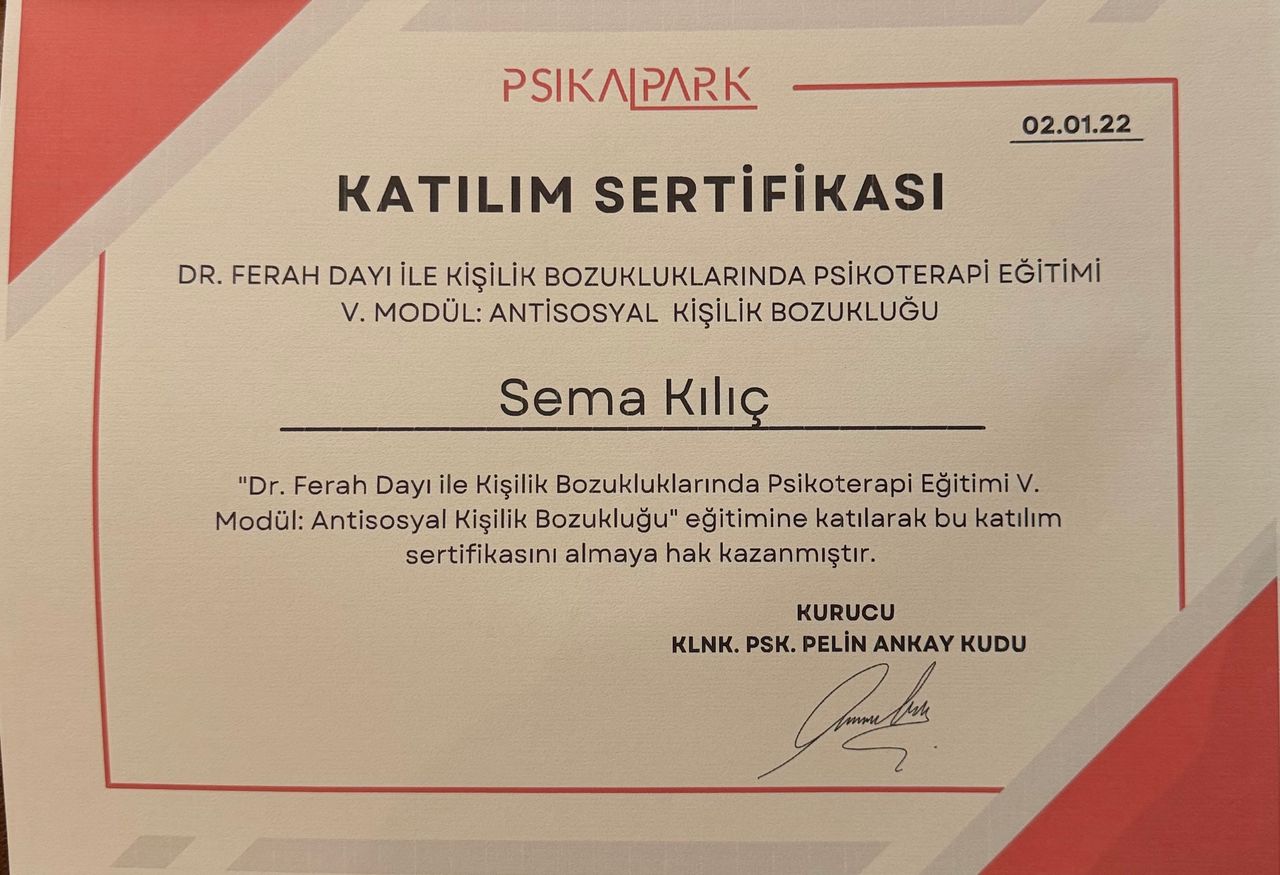 PSIKALPARK
02.01.22
KATILIM SERTİFİKASI
DR. FERAH DAYI İLE KİŞİLİK BOZUKLUKLARINDA PSİKOTERAPİ EĞİTİMİ
V. MODÜL: ANTİSOSYAL KİŞİLİK BOZUKLUĞU
Sema Kılıç
"Dr. Ferah Dayı ile Kişilik Bozukluklarında Psikoterapi Eğitimi V.
Modül: Antisosyal Kişilik Bozukluğu" eğitimine katılarak bu katılım
sertifikasını almaya hak kazanmıştır.
KURUCU
KLNK. PSK. PELİN ANKAY KUDU